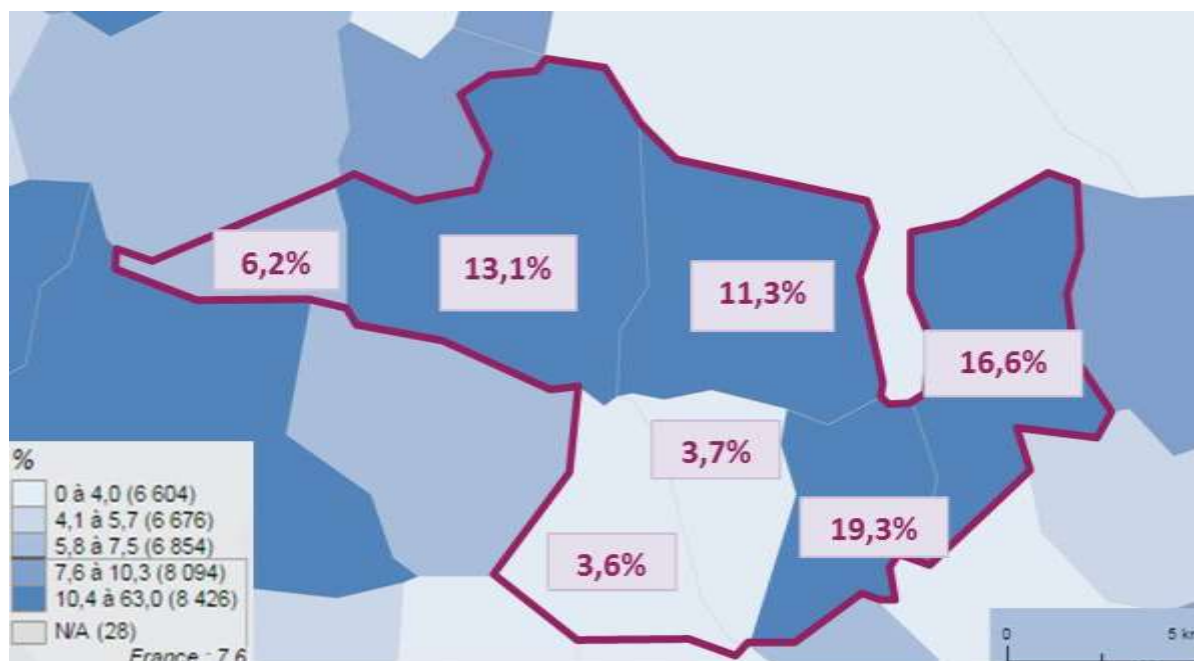 6,2%
13,1%
11,3%
16,6%
3,7%
19,3%
3,6%
%
0 à 4,0 (6 604)
4,1 à 5,7 (6 676)
5,8 à 7,5 (6 854)
7,6 à 10,3 (8 094)
10,4 à 63,0 (8 426)
N/A (28)
France : 7,6
0 5 km